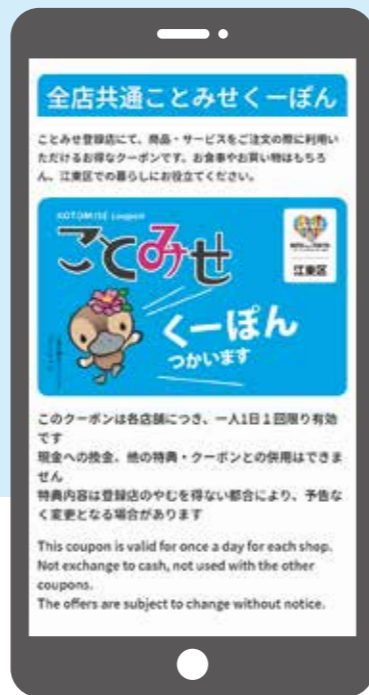 全店共通ことみせくーぽん
ことみせ登録店にて、商品・サービスをご注文の際に利用い
ただけるお得なクーポンです。お食事やお買い物はもちろ
ん、江東区での暮らしにお役立てください。
KOTOMISE coupon
ことみせ
江東区
くーぽん
つかいます
このクーポンは各店舗につき、一人1日1回限り有効
です
現金への換金、他の特典・クーポンとの併用はできま
せん
特典内容は登録店のやむを得ない都合により、予告な
く変更となる場合があります
This coupon is valid for once a day for each shop.
Not exchange to cash, not used with the other
coupons.
The offers are subject to change without notice.